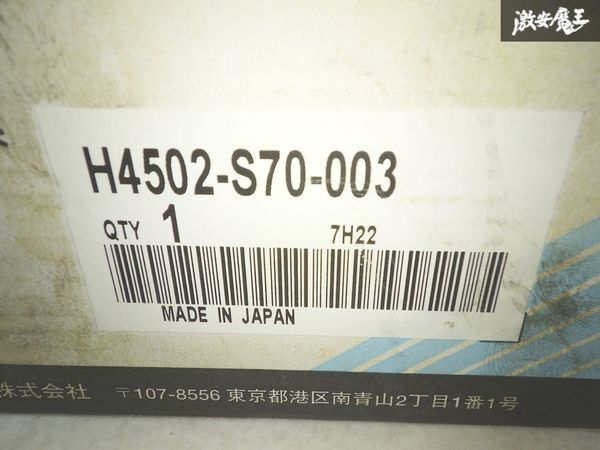 激安魔王
H4502-S70-003
QTY 1 7H22
MADE IN JAPAN
株式会社 〒107-8556 東京都港区南青山2丁目1番1号